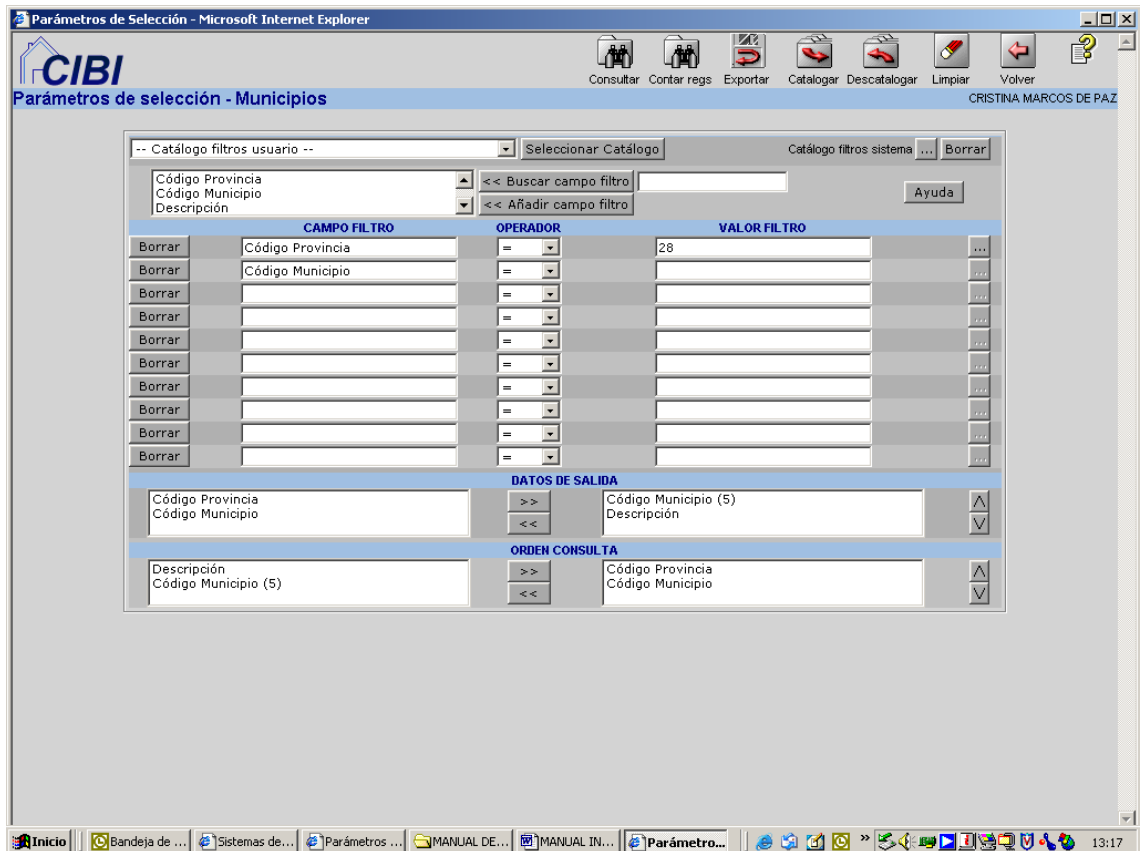 Parámetros de Selección - Microsoft Internet Explorer
CIBI
Consultar Contar regs Exportar Catalogar Descatalogar Limpiar Volver
Parámetros de selección - Municipios
CRISTINA MARCOS DE PAZ
-- Catálogo filtros usuario -- Seleccionar Catálogo Catálogo filtros sistema ... Borrar
Código Provincia
Código Municipio
Descripción
<< Buscar campo filtro
<< Añadir campo filtro
Ayuda
CAMPO FILTRO OPERADOR VALOR FILTRO
Borrar Código Provincia = 28 ...
Borrar Código Municipio = ...
Borrar = ...
Borrar = ...
Borrar = ...
Borrar = ...
Borrar = ...
Borrar = ...
Borrar = ...
Borrar = ...
DATOS DE SALIDA
Código Provincia
Código Municipio
>>
<<
Código Municipio (5)
Descripción
ORDEN CONSULTA
Descripción
Código Municipio (5)
>>
<<
Código Provincia
Código Municipio
Inicio Bandeja de ... Sistemas de... Parámetros ... MANUAL DE... MANUAL IN... Parámetro... » 13:17